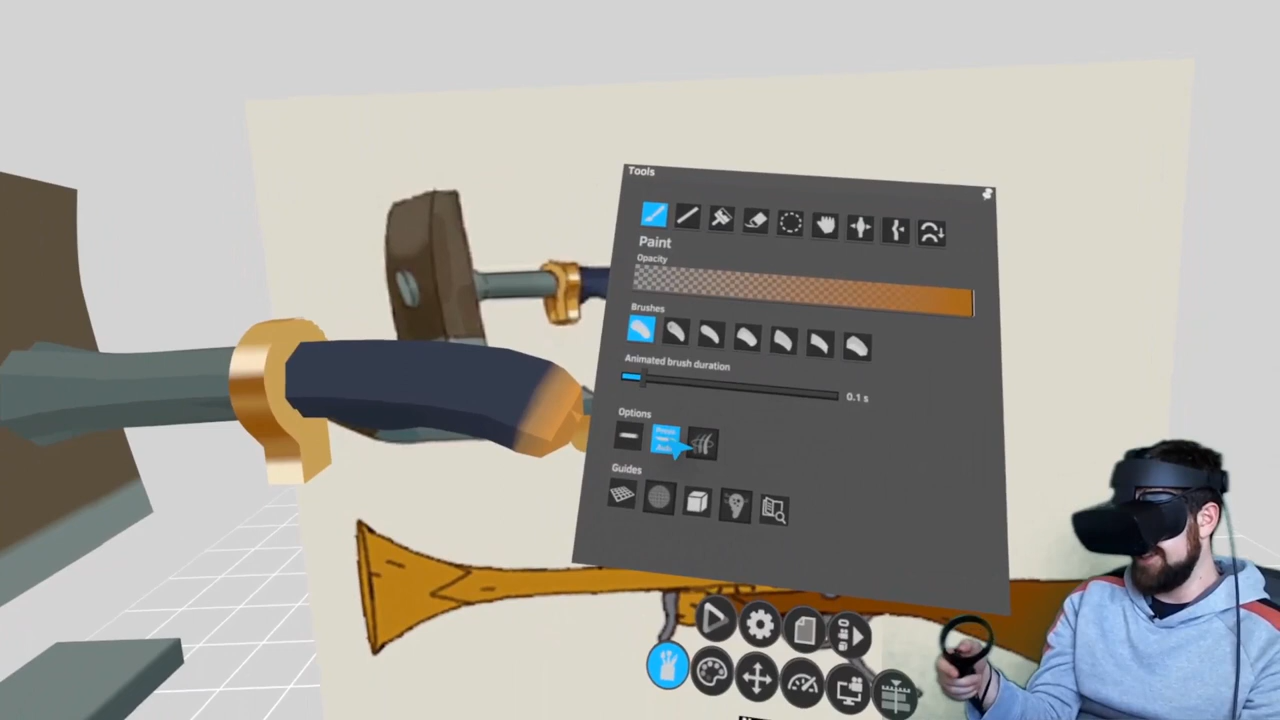 Tools
Paint
Opacity
Brushes
Animated brush duration
0.1 s
Options
Guides